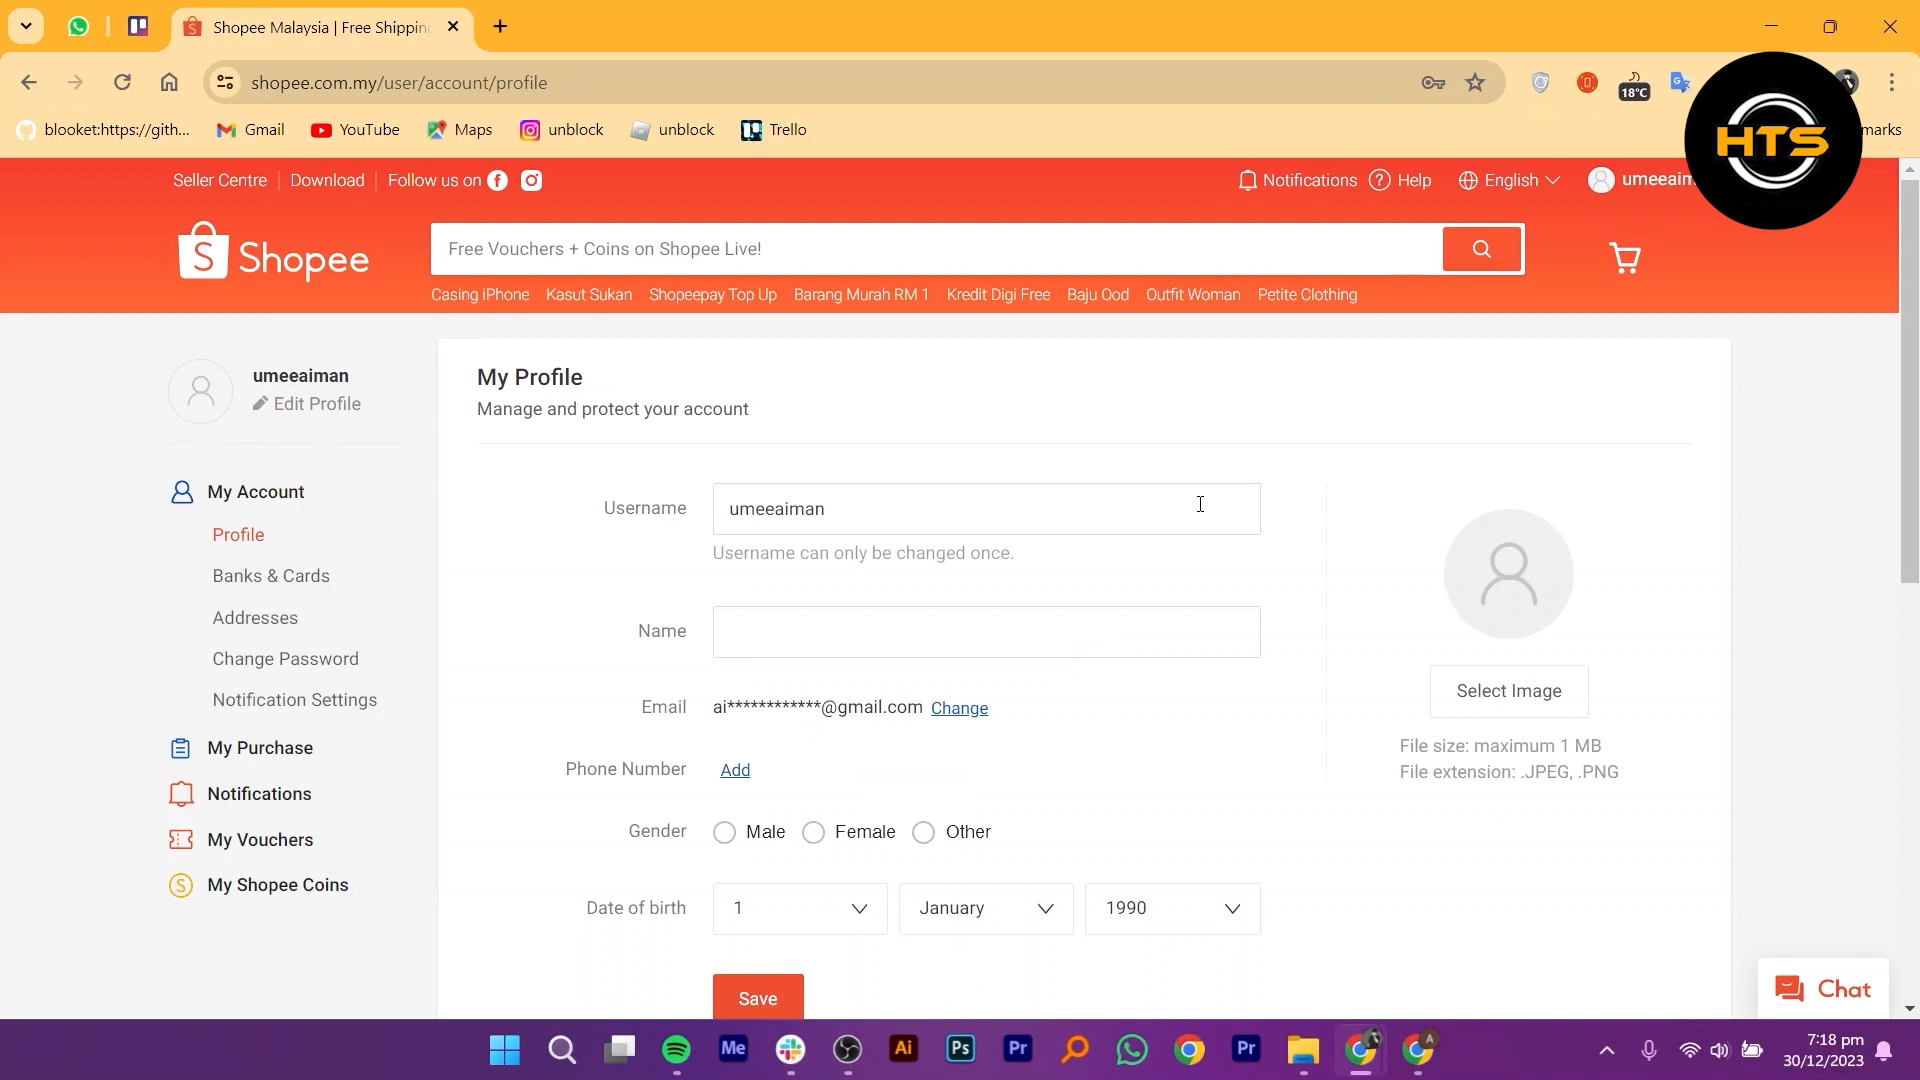 Shopee Malaysia | Free Shippin
shopee.com.my/user/account/profile
18°C
blooket:https://gith...
Gmail
YouTube
Maps
unblock
unblock
Trello
marks
HTS
Seller Centre
Download
Follow us on
Notifications
Help
English
umeeaim
Shopee
Free Vouchers + Coins on Shopee Live!
Casing iPhone
Kasut Sukan
Shopeepay Top Up
Barang Murah RM 1
Kredit Digi Free
Baju Ood
Outfit Woman
Petite Clothing
umeeaiman
Edit Profile
My Account
Profile
Banks & Cards
Addresses
Change Password
Notification Settings
My Purchase
Notifications
My Vouchers
My Shopee Coins
My Profile
Manage and protect your account
Username
umeeaiman
Username can only be changed once.
Name
Email
ai************@gmail.com Change
Phone Number
Add
Gender
Male
Female
Other
Date of birth
1
January
1990
Save
Select Image
File size: maximum 1 MB
File extension: .JPEG, .PNG
Chat
Me
Ai
Ps
Pr
Pr
A
7:18 pm
30/12/2023